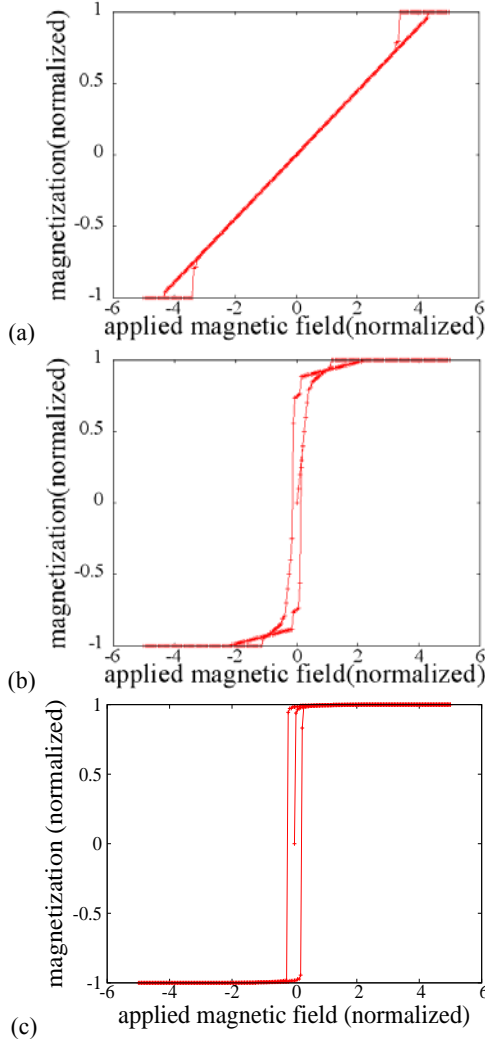 1
0.5
0
-0.5
-1
-6 -4 -2 0 2 4 6
magnetization(normalized)
applied magnetic field(normalized)
(a)
1
0.5
0
-0.5
-1
-6 -4 -2 0 2 4 6
magnetization(normalized)
applied magnetic field(normalized)
(b)
1
0.5
0
-0.5
-1
-6 -4 -2 0 2 4 6
magnetization (normalized)
applied magnetic field (normalized)
(c)